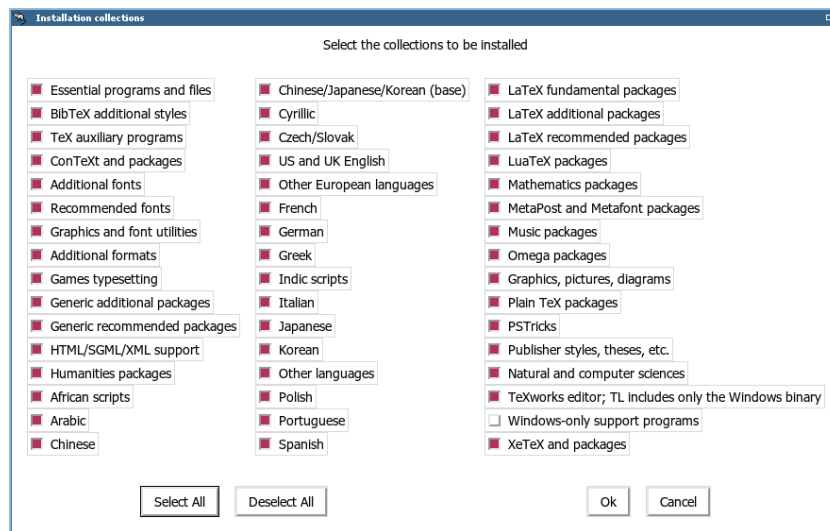 Installation collections
Select the collections to be installed
Essential programs and files
BibTeX additional styles
TeX auxiliary programs
ConTeXt and packages
Additional fonts
Recommended fonts
Graphics and font utilities
Additional formats
Games typesetting
Generic additional packages
Generic recommended packages
HTML/SGML/XML support
Humanities packages
African scripts
Arabic
Chinese
Chinese/Japanese/Korean (base)
Cyrillic
Czech/Slovak
US and UK English
Other European languages
French
German
Greek
Indic scripts
Italian
Japanese
Korean
Other languages
Polish
Portuguese
Spanish
LaTeX fundamental packages
LaTeX additional packages
LaTeX recommended packages
LuaTeX packages
Mathematics packages
MetaPost and Metafont packages
Music packages
Omega packages
Graphics, pictures, diagrams
Plain TeX packages
PSTricks
Publisher styles, theses, etc.
Natural and computer sciences
TeXworks editor; TL includes only the Windows binary
Windows-only support programs
XeTeX and packages
Select All
Deselect All
Ok
Cancel